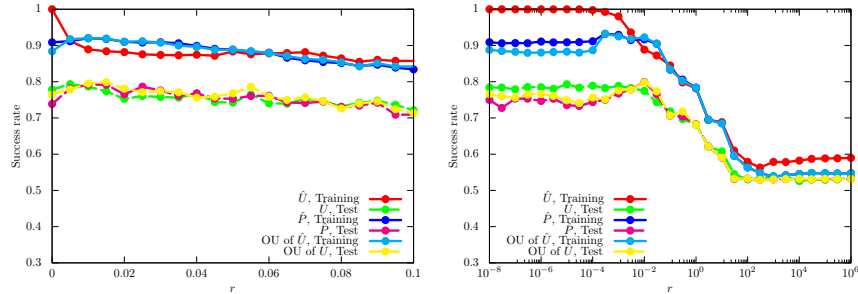 1
0.9
0.8
0.7
0.6
0.5
0.4
0.3
Success rate
Û, Training
Û, Test
P̂, Training
P̂, Test
OU of Û, Training
OU of Û, Test
0 0.02 0.04 0.06 0.08 0.1
r
1
0.9
0.8
0.7
0.6
0.5
0.4
0.3
Success rate
Û, Training
Û, Test
P̂, Training
P̂, Test
OU of Û, Training
OU of Û, Test
10⁻⁸ 10⁻⁶ 10⁻⁴ 10⁻² 10⁰ 10² 10⁴ 10⁶
r